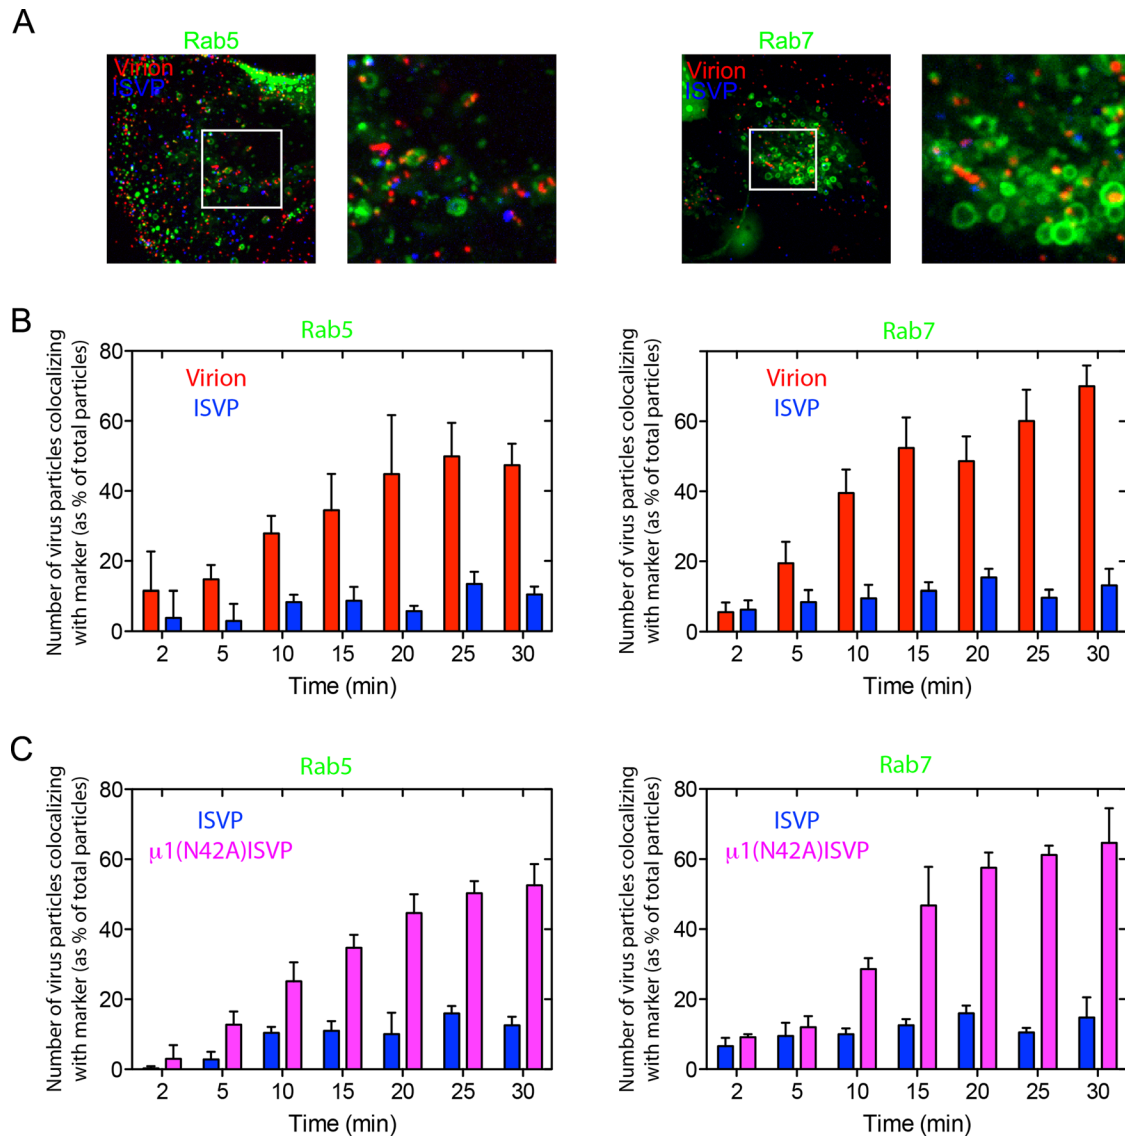 A
Rab5
Rab7
Virion
ISVP
Virion
ISVP
B
Rab5
Number of virus particles colocalizing
with marker (as % of total particles)
80
60
40
20
0
Virion
ISVP
2 5 10 15 20 25 30
Time (min)
Rab7
Number of virus particles colocalizing
with marker (as % of total particles)
60
40
20
0
Virion
ISVP
2 5 10 15 20 25 30
Time (min)
C
Rab5
Number of virus particles colocalizing
with marker (as % of total particles)
80
60
40
20
0
ISVP
μ1(N42A)ISVP
2 5 10 15 20 25 30
Time (min)
Rab7
Number of virus particles colocalizing
with marker (as % of total particles)
80
60
40
20
0
ISVP
μ1(N42A)ISVP
2 5 10 15 20 25 30
Time (min)